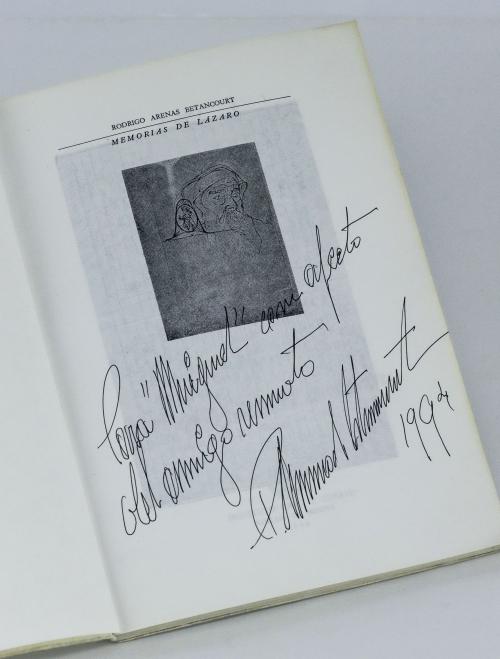 RODRIGO ARENAS BETANCOURT
MEMORIAS DE LÁZARO
Para "Miguel" con afecto
del amigo remoto
1994